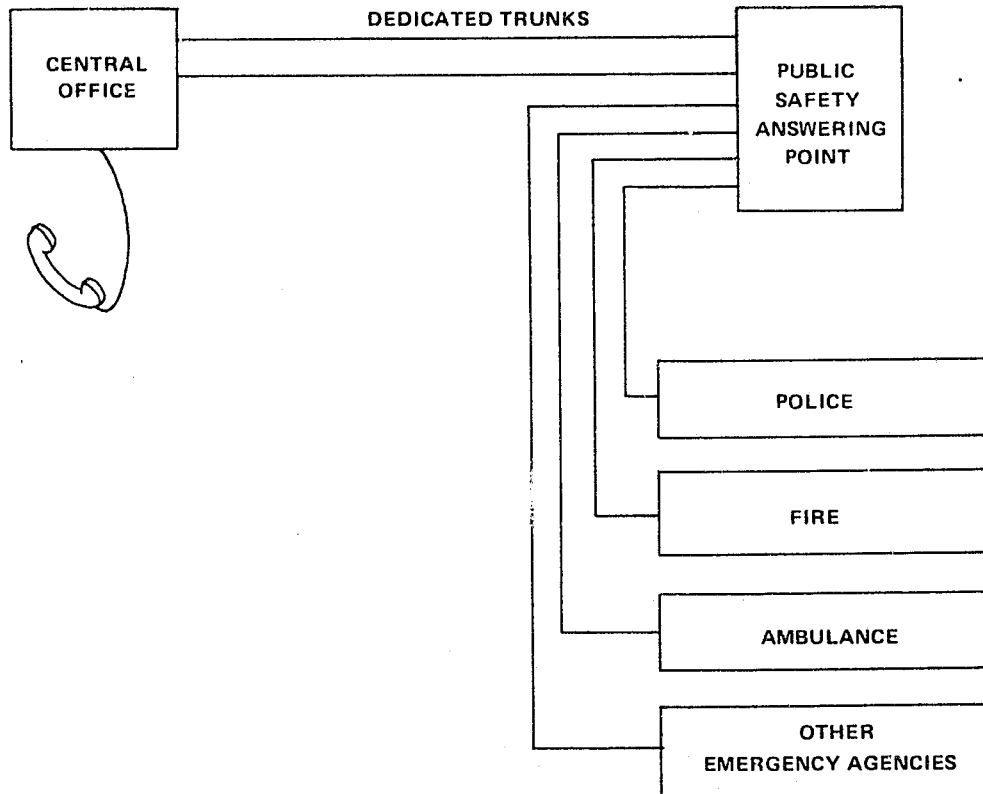 DEDICATED TRUNKS
CENTRAL
OFFICE
PUBLIC
SAFETY
ANSWERING
POINT
POLICE
FIRE
AMBULANCE
OTHER
EMERGENCY AGENCIES